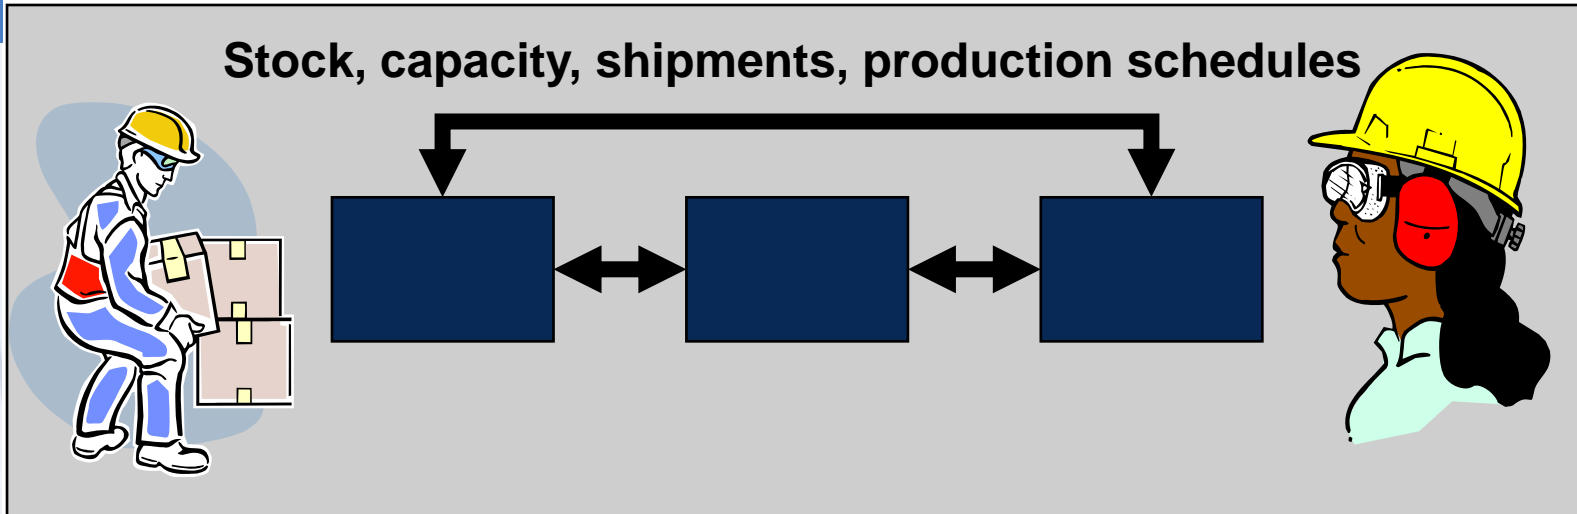 Stock, capacity, shipments, production schedules